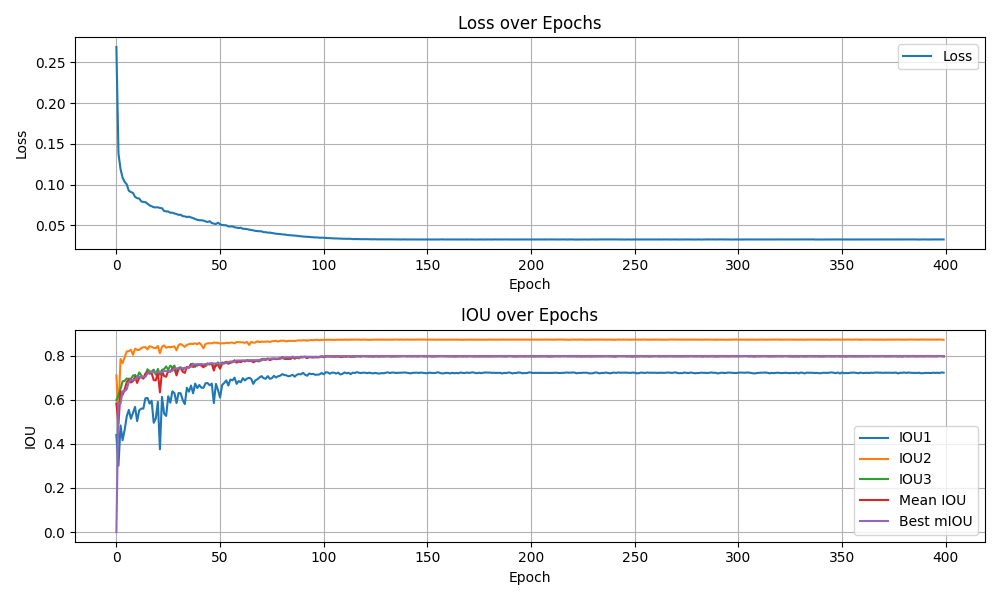 Loss over Epochs
Loss
0.25
0.20
0.15
0.10
0.05
Loss
0 50 100 150 200 250 300 350 400
Epoch
IOU over Epochs
0.8
0.6
0.4
0.2
0.0
IOU
IOU1
IOU2
IOU3
Mean IOU
Best mIOU
0 50 100 150 200 250 300 350 400
Epoch